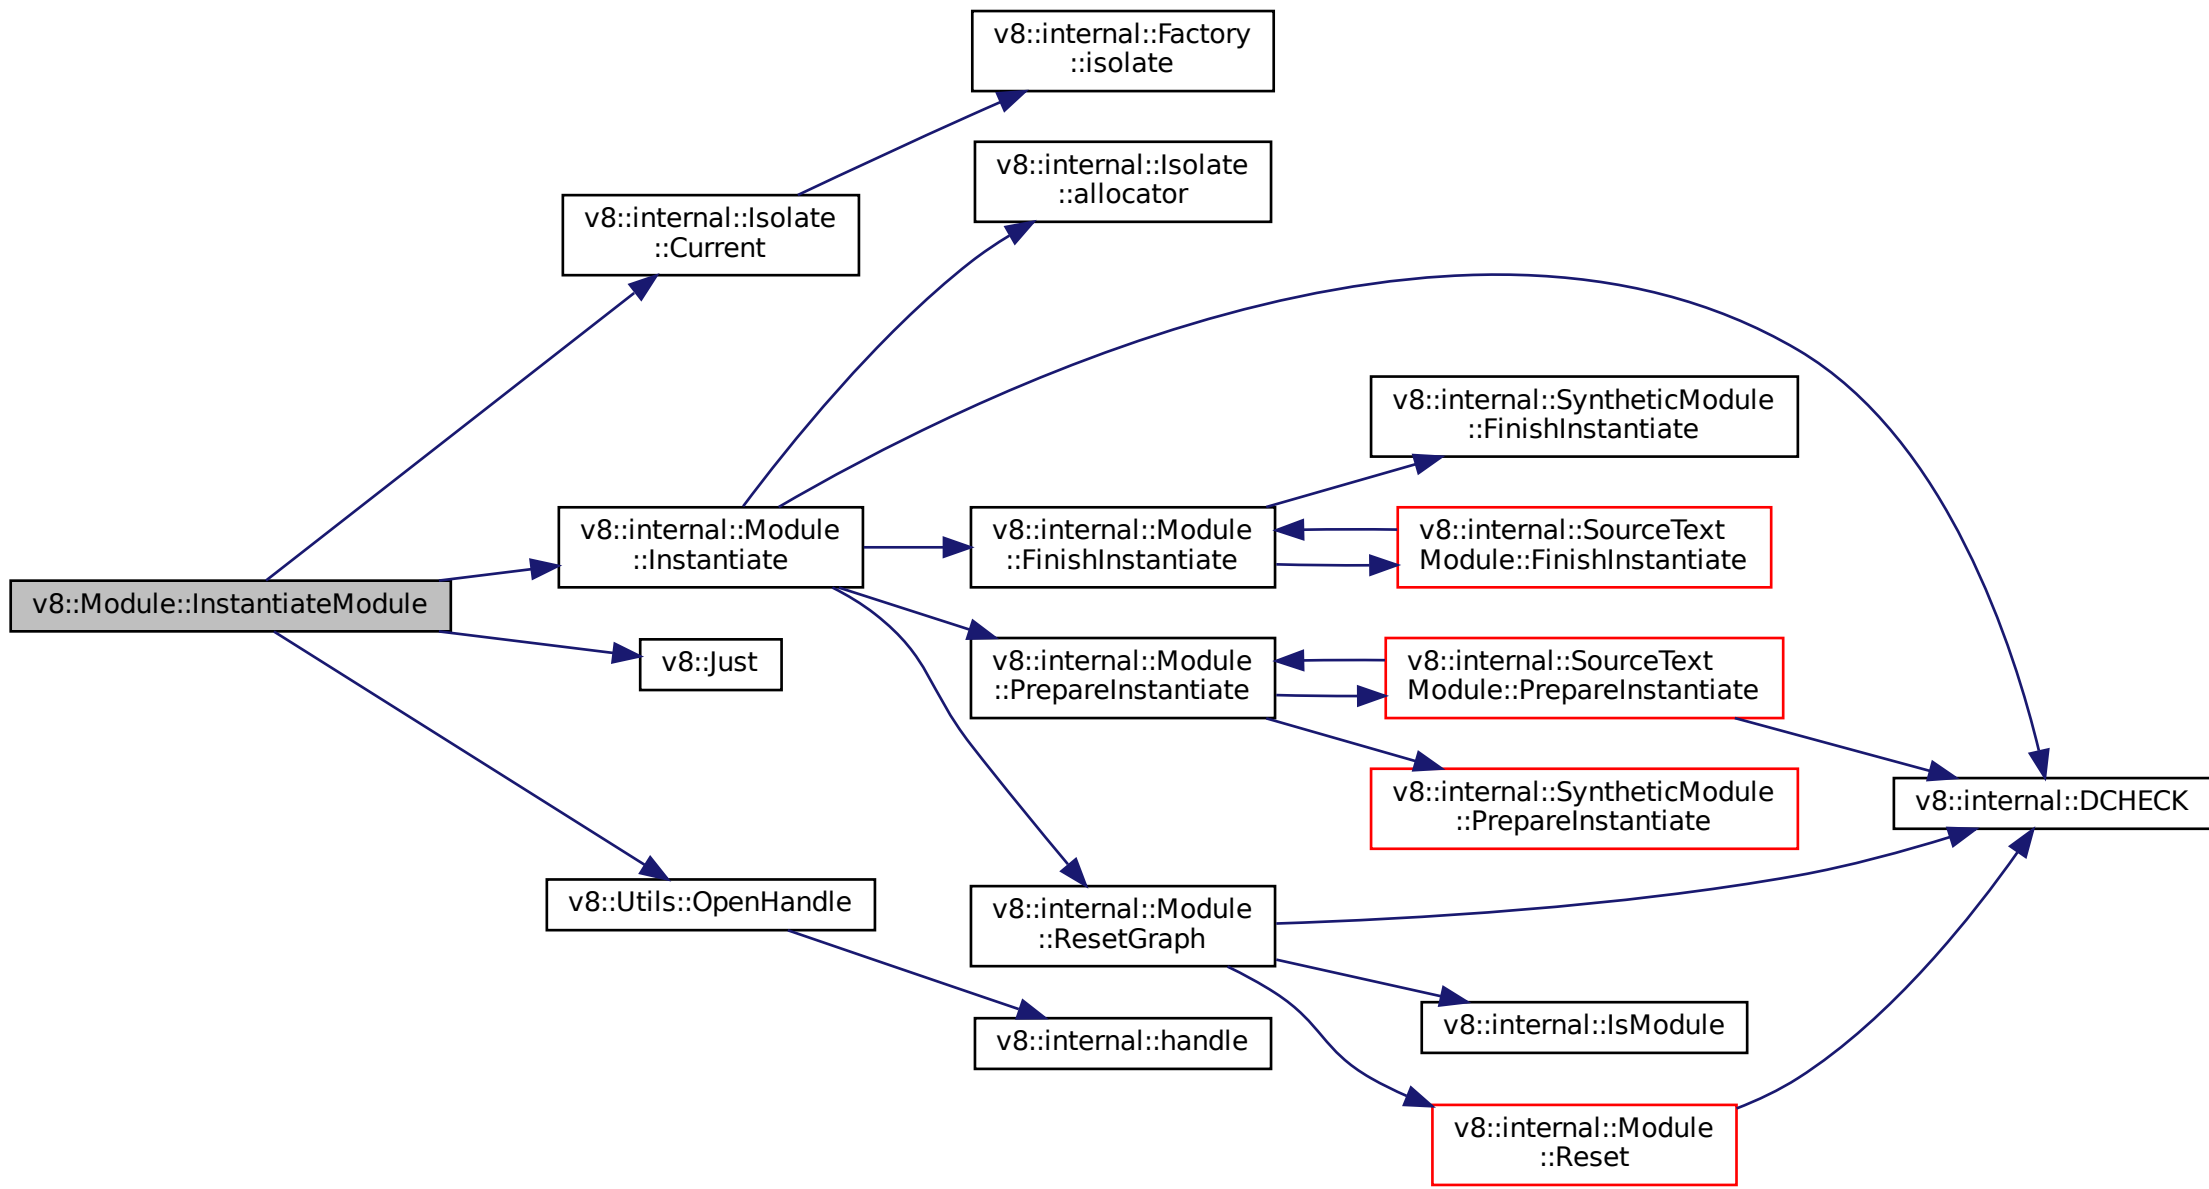 v8::internal::Factory
::isolate
v8::internal::Isolate
::allocator
v8::internal::Isolate
::Current
v8::internal::SyntheticModule
::FinishInstantiate
v8::internal::Module
::Instantiate
v8::internal::Module
::FinishInstantiate
v8::internal::SourceText
Module::FinishInstantiate
v8::Module::InstantiateModule
v8::Just
v8::internal::Module
::PrepareInstantiate
v8::internal::SourceText
Module::PrepareInstantiate
v8::internal::SyntheticModule
::PrepareInstantiate
v8::internal::DCHECK
v8::Utils::OpenHandle
v8::internal::Module
::ResetGraph
v8::internal::handle
v8::internal::IsModule
v8::internal::Module
::Reset